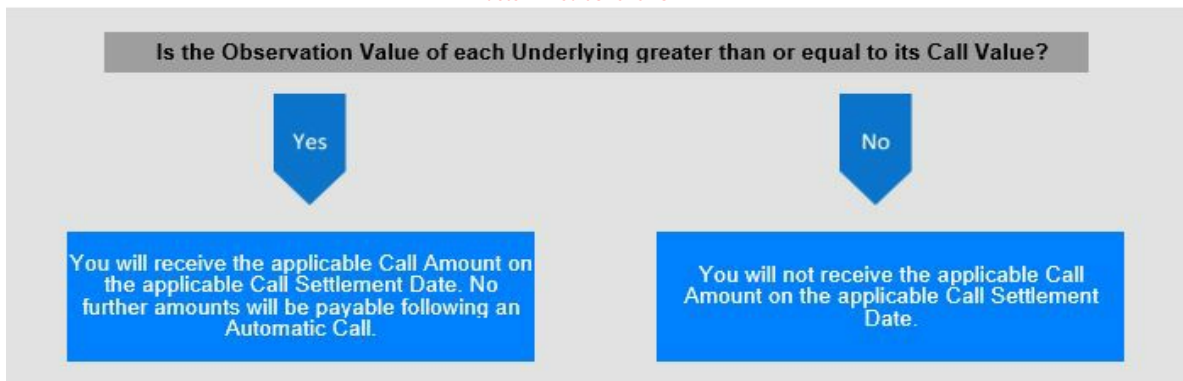 Is the Observation Value of each Underlying greater than or equal to its Call Value?
Yes
No
You will receive the applicable Call Amount on
the applicable Call Settlement Date. No
further amounts will be payable following an
Automatic Call.
You will not receive the applicable Call
Amount on the applicable Call Settlement
Date.